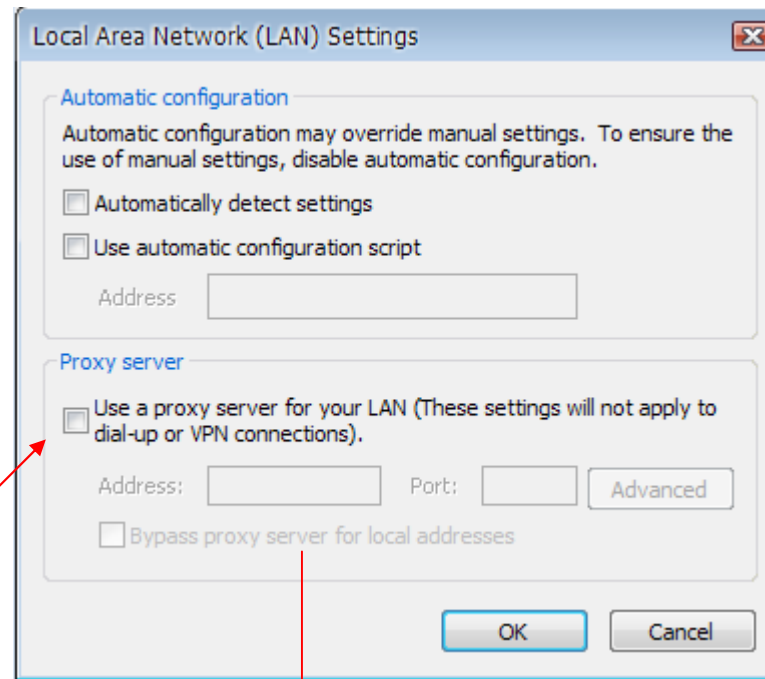 Local Area Network (LAN) Settings
Automatic configuration
Automatic configuration may override manual settings.  To ensure the
use of manual settings, disable automatic configuration.
Automatically detect settings
Use automatic configuration script
Address
Proxy server
Use a proxy server for your LAN (These settings will not apply to
dial-up or VPN connections).
Address: Port: Advanced
Bypass proxy server for local addresses
OK Cancel